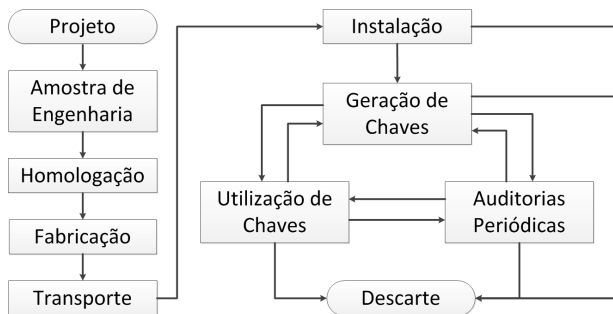 Projeto
Amostra de
Engenharia
Homologação
Fabricação
Transporte
Instalação
Geração de
Chaves
Utilização de
Chaves
Auditorias
Periódicas
Descarte